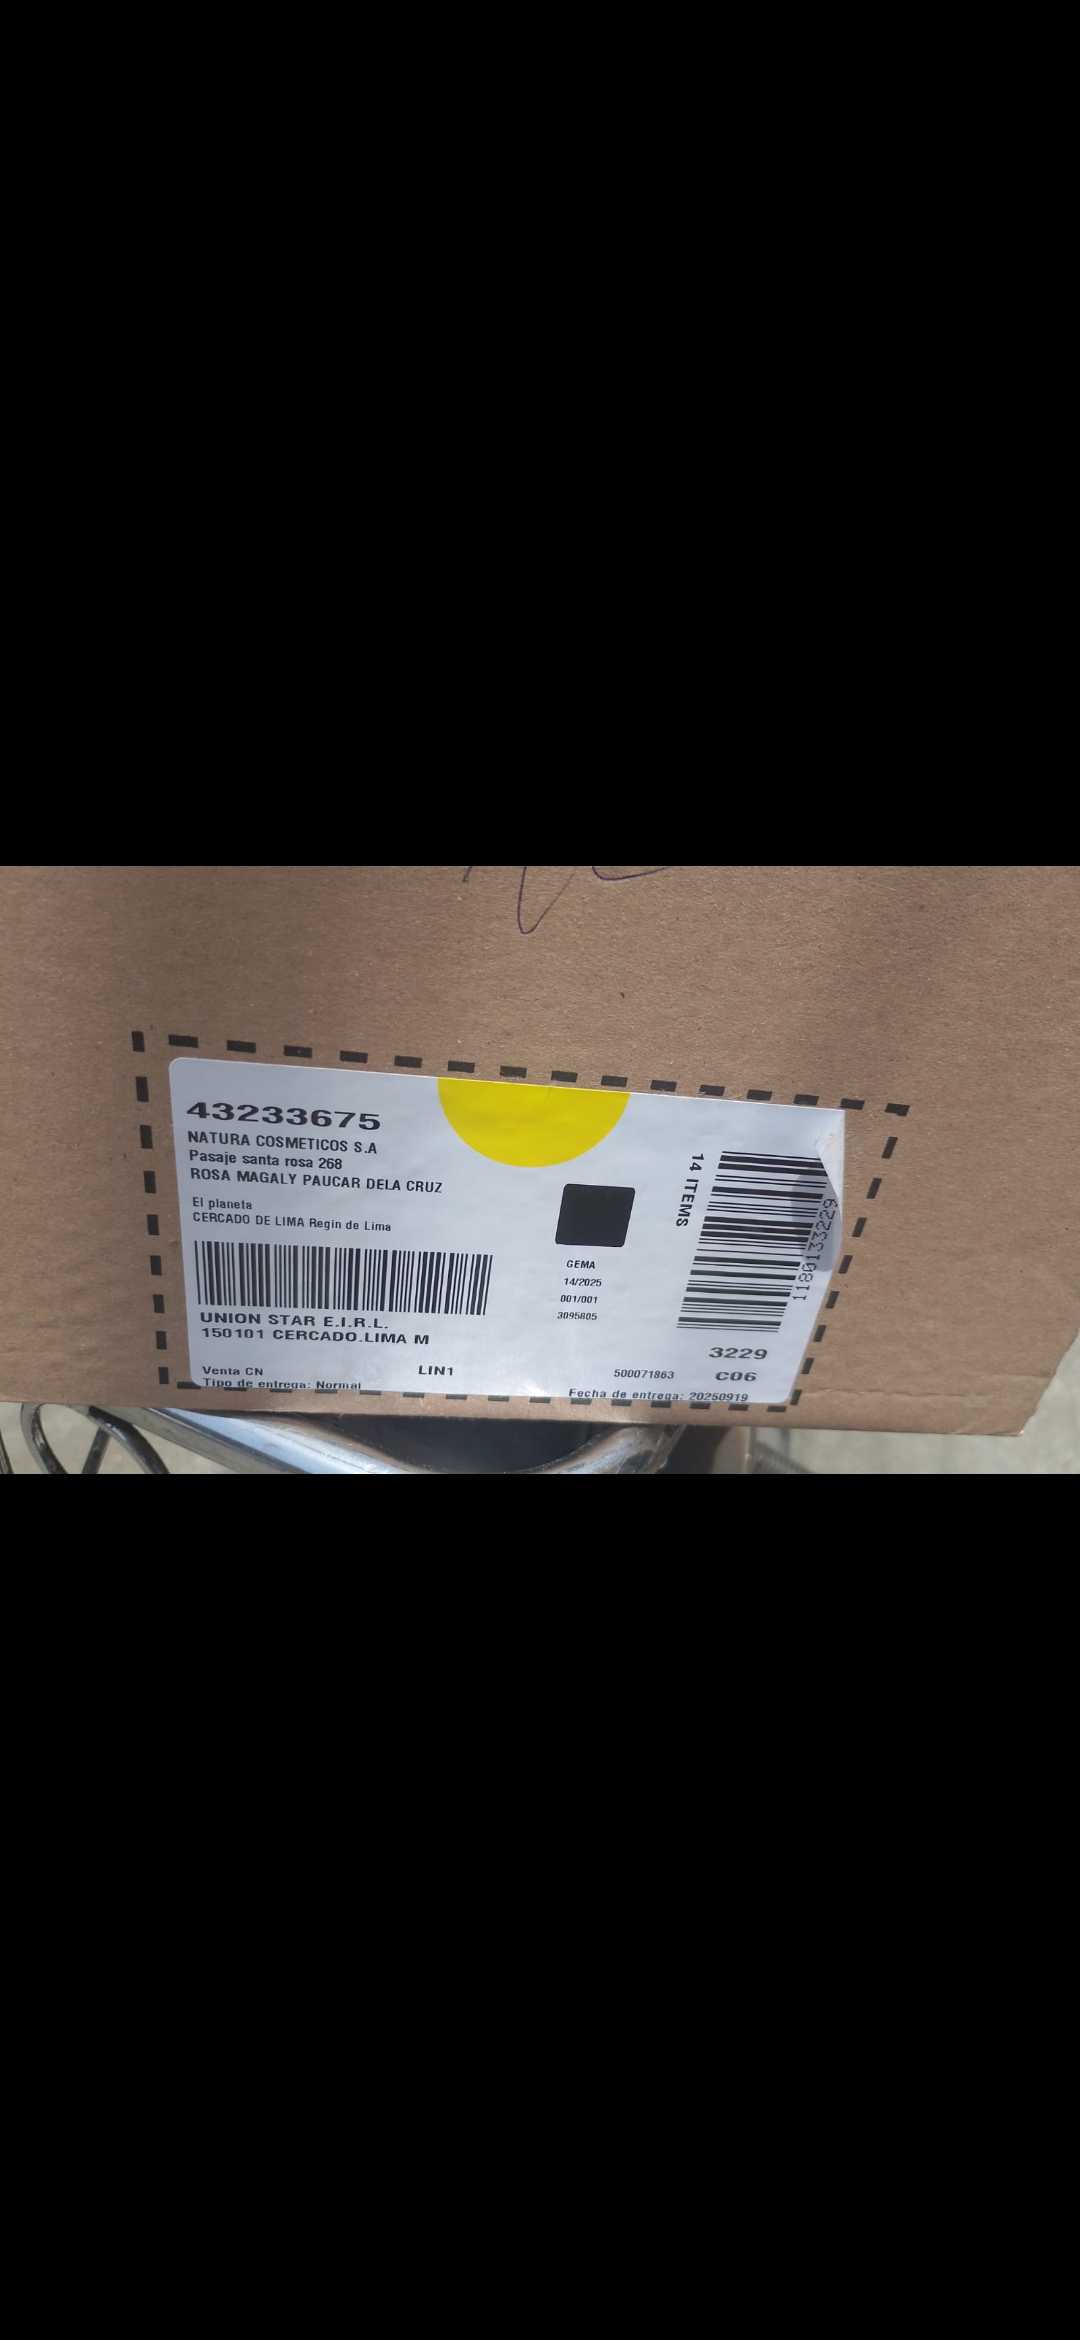 43233675
NATURA COSMETICOS S.A
Pasaje santa rosa 268
ROSA MAGALY PAUCAR DELA CRUZ
El planeta
CERCADO DE LIMA Regin de Lima
UNION STAR E.I.R.L.
150101 CERCADO.LIMA M
Venta CN
LIN1
Tipo de entrega: Normal
GEMA
14/2025
001/001
3095805
14 ITEMS
1180133229
3229
500071863
C06
Fecha de entrega: 20250919